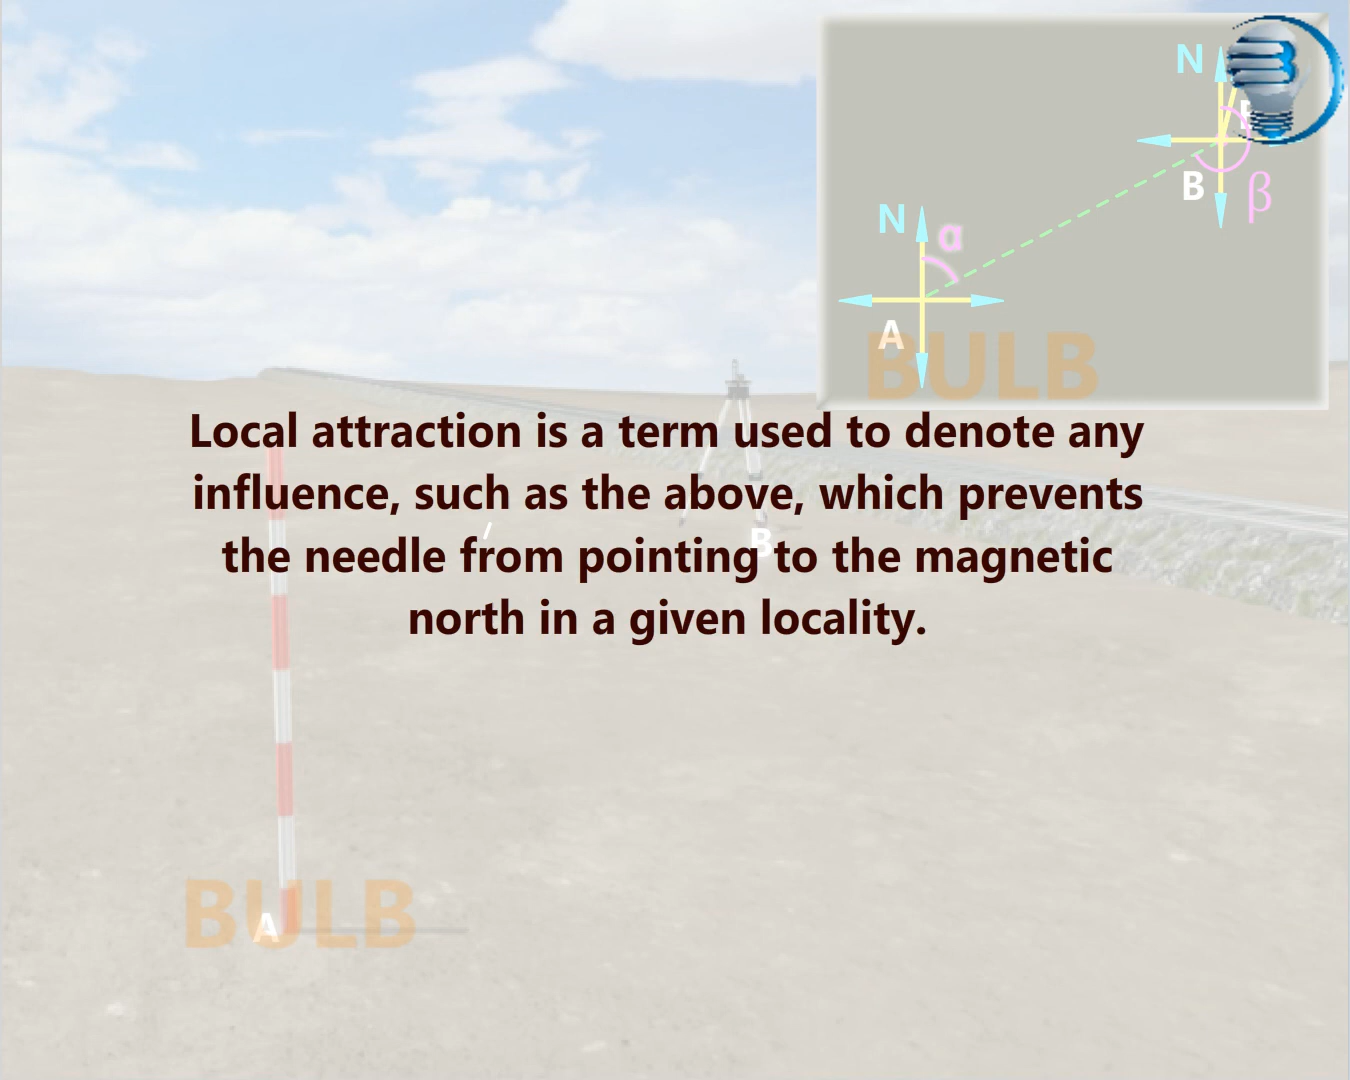 N
N
B
β
α
A
BULB
Local attraction is a term used to denote any
influence, such as the above, which prevents
the needle from pointing to the magnetic
north in a given locality.
B
BULB
A